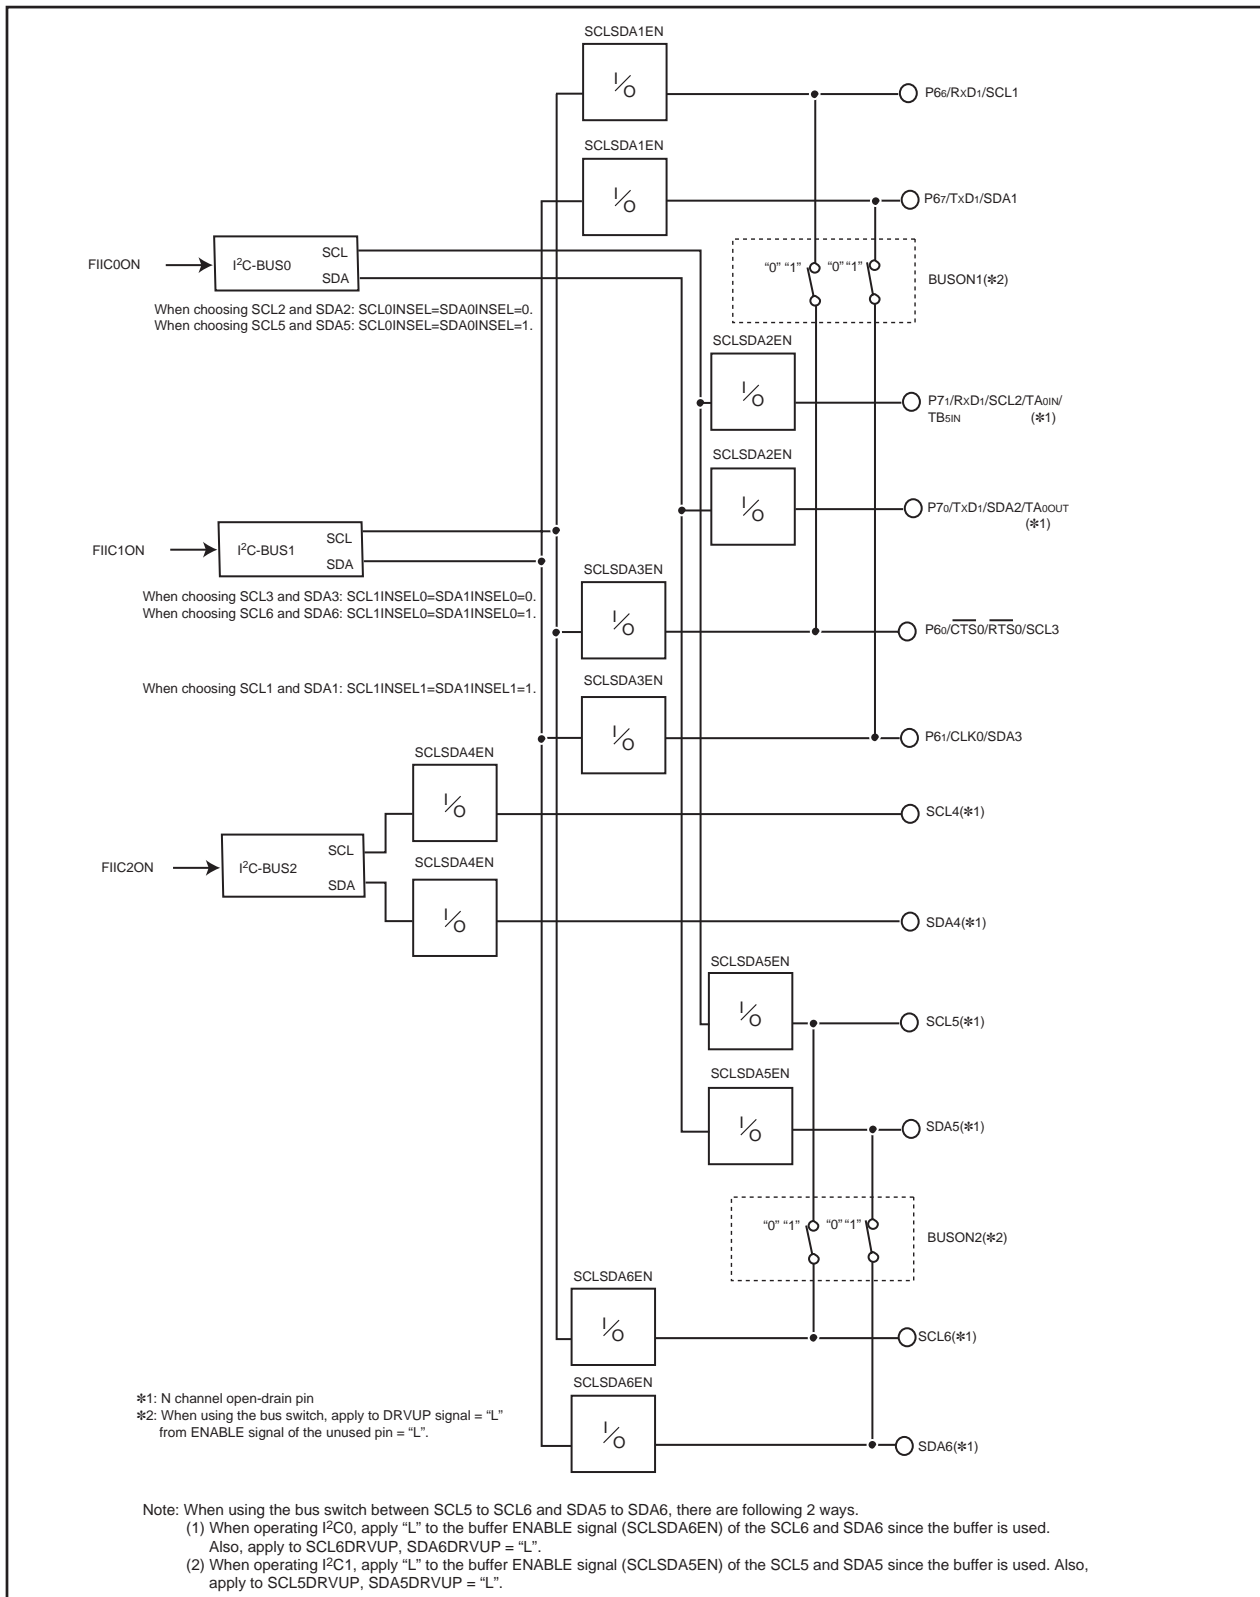 SCLSDA1EN
I/O
P66/RxD1/SCL1
SCLSDA1EN
I/O
P67/TxD1/SDA1
FIIC0ON
I²C-BUS0
SCL
SDA
When choosing SCL2 and SDA2: SCL0INSEL=SDA0INSEL=0.
When choosing SCL5 and SDA5: SCL0INSEL=SDA0INSEL=1.
“0” “1”
“0” “1”
BUSON1(✽2)
SCLSDA2EN
I/O
P71/RxD1/SCL2/TA0IN/
TB5IN (✽1)
SCLSDA2EN
I/O
P70/TxD1/SDA2/TA0OUT
(✽1)
FIIC1ON
I²C-BUS1
SCL
SDA
When choosing SCL3 and SDA3: SCL1INSEL0=SDA1INSEL0=0.
When choosing SCL6 and SDA6: SCL1INSEL0=SDA1INSEL0=1.
SCLSDA3EN
I/O
P60/CTS0/RTS0/SCL3
When choosing SCL1 and SDA1: SCL1INSEL1=SDA1INSEL1=1.
SCLSDA3EN
I/O
P61/CLK0/SDA3
SCLSDA4EN
I/O
SCL4(✽1)
FIIC2ON
I²C-BUS2
SCL
SDA
SCLSDA4EN
I/O
SDA4(✽1)
SCLSDA5EN
I/O
SCL5(✽1)
SCLSDA5EN
I/O
SDA5(✽1)
“0” “1”
“0” “1”
BUSON2(✽2)
SCLSDA6EN
I/O
SCL6(✽1)
SCLSDA6EN
I/O
SDA6(✽1)
✽1: N channel open-drain pin
✽2: When using the bus switch, apply to DRVUP signal = “L”
from ENABLE signal of the unused pin = “L”.
Note: When using the bus switch between SCL5 to SCL6 and SDA5 to SDA6, there are following 2 ways.
(1) When operating I²C0, apply “L” to the buffer ENABLE signal (SCLSDA6EN) of the SCL6 and SDA6 since the buffer is used.
Also, apply to SCL6DRVUP, SDA6DRVUP = “L”.
(2) When operating I²C1, apply “L” to the buffer ENABLE signal (SCLSDA5EN) of the SCL5 and SDA5 since the buffer is used. Also,
apply to SCL5DRVUP, SDA5DRVUP = “L”.